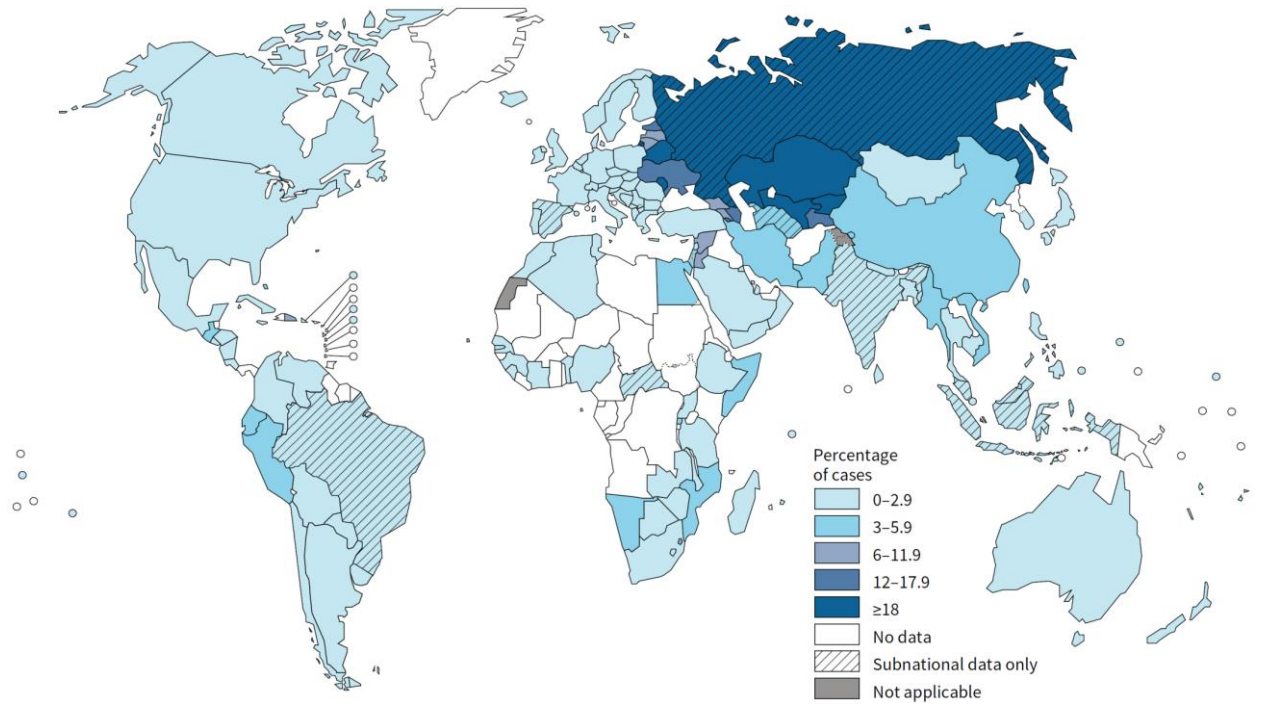 Percentage
of cases
0–2.9
3–5.9
6–11.9
12–17.9
≥18
No data
Subnational data only
Not applicable